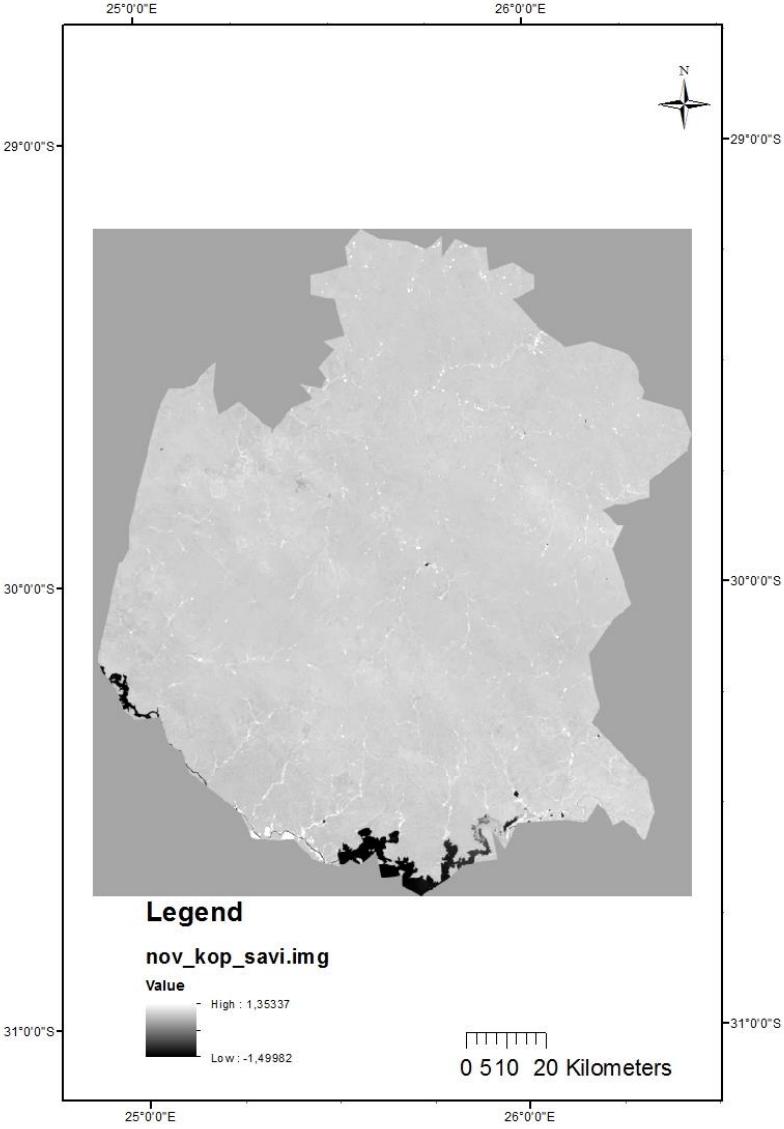 25°0'0"E 26°0'0"E
N
29°0'0"S 29°0'0"S
30°0'0"S 30°0'0"S
Legend
nov_kop_savi.img
Value
High : 1,35337
Low : -1,49982
31°0'0"S 31°0'0"S
0 5 10 20 Kilometers
25°0'0"E 26°0'0"E